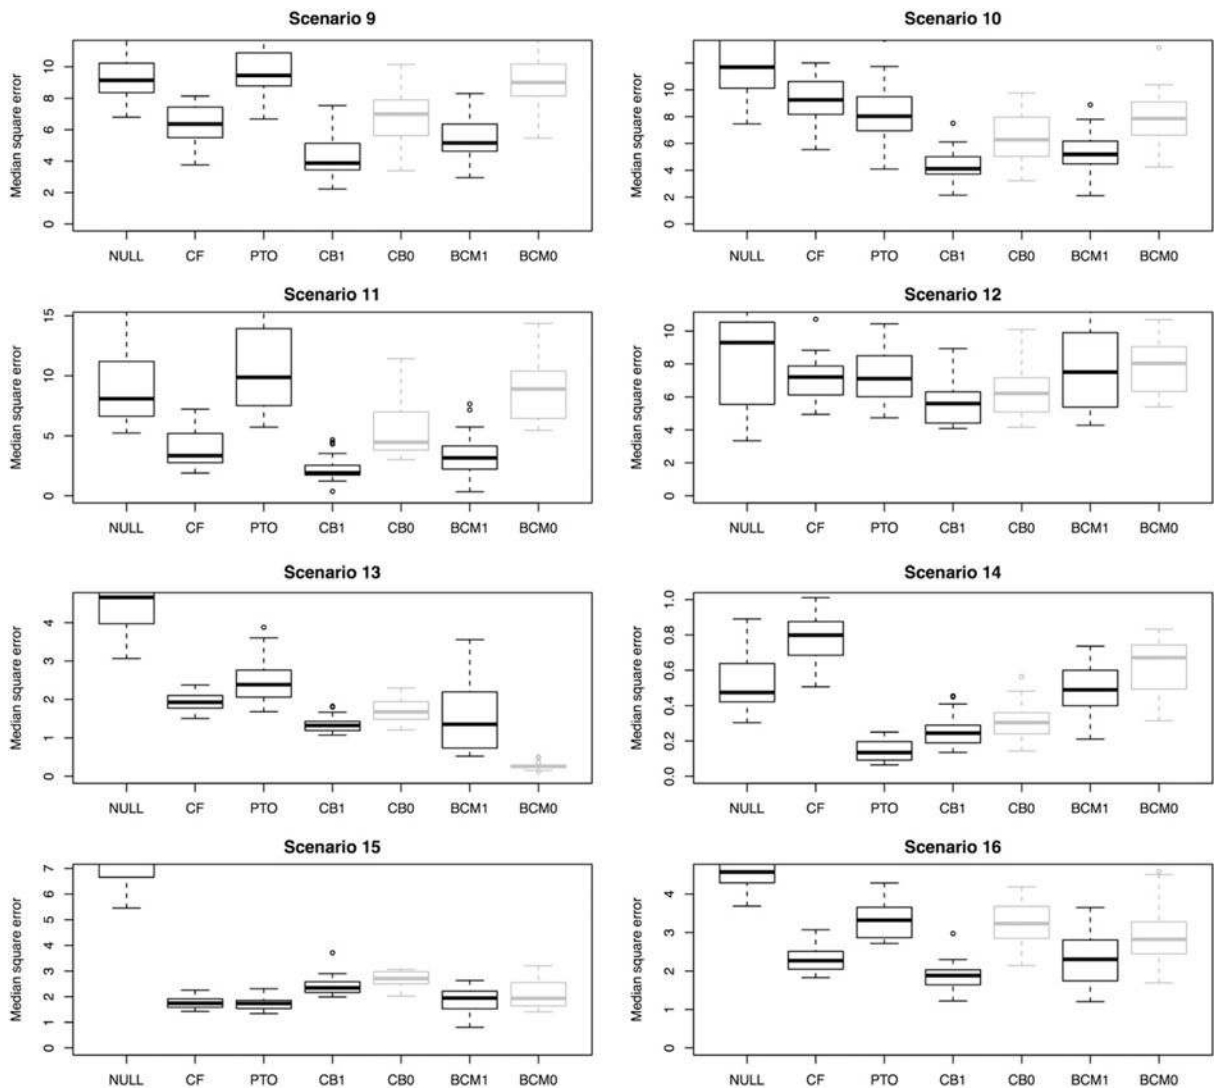 Scenario 9
Median square error
0 2 4 6 8 10
NULL CF PTO CB1 CB0 BCM1 BCM0
Scenario 10
Median square error
0 2 4 6 8 10
NULL CF PTO CB1 CB0 BCM1 BCM0
Scenario 11
Median square error
0 5 10 15
NULL CF PTO CB1 CB0 BCM1 BCM0
Scenario 12
Median square error
0 2 4 6 8 10
NULL CF PTO CB1 CB0 BCM1 BCM0
Scenario 13
Median square error
0 1 2 3 4
NULL CF PTO CB1 CB0 BCM1 BCM0
Scenario 14
Median square error
0.0 0.2 0.4 0.6 0.8 1.0
NULL CF PTO CB1 CB0 BCM1 BCM0
Scenario 15
Median square error
0 1 2 3 4 5 6 7
NULL CF PTO CB1 CB0 BCM1 BCM0
Scenario 16
Median square error
0 1 2 3 4
NULL CF PTO CB1 CB0 BCM1 BCM0